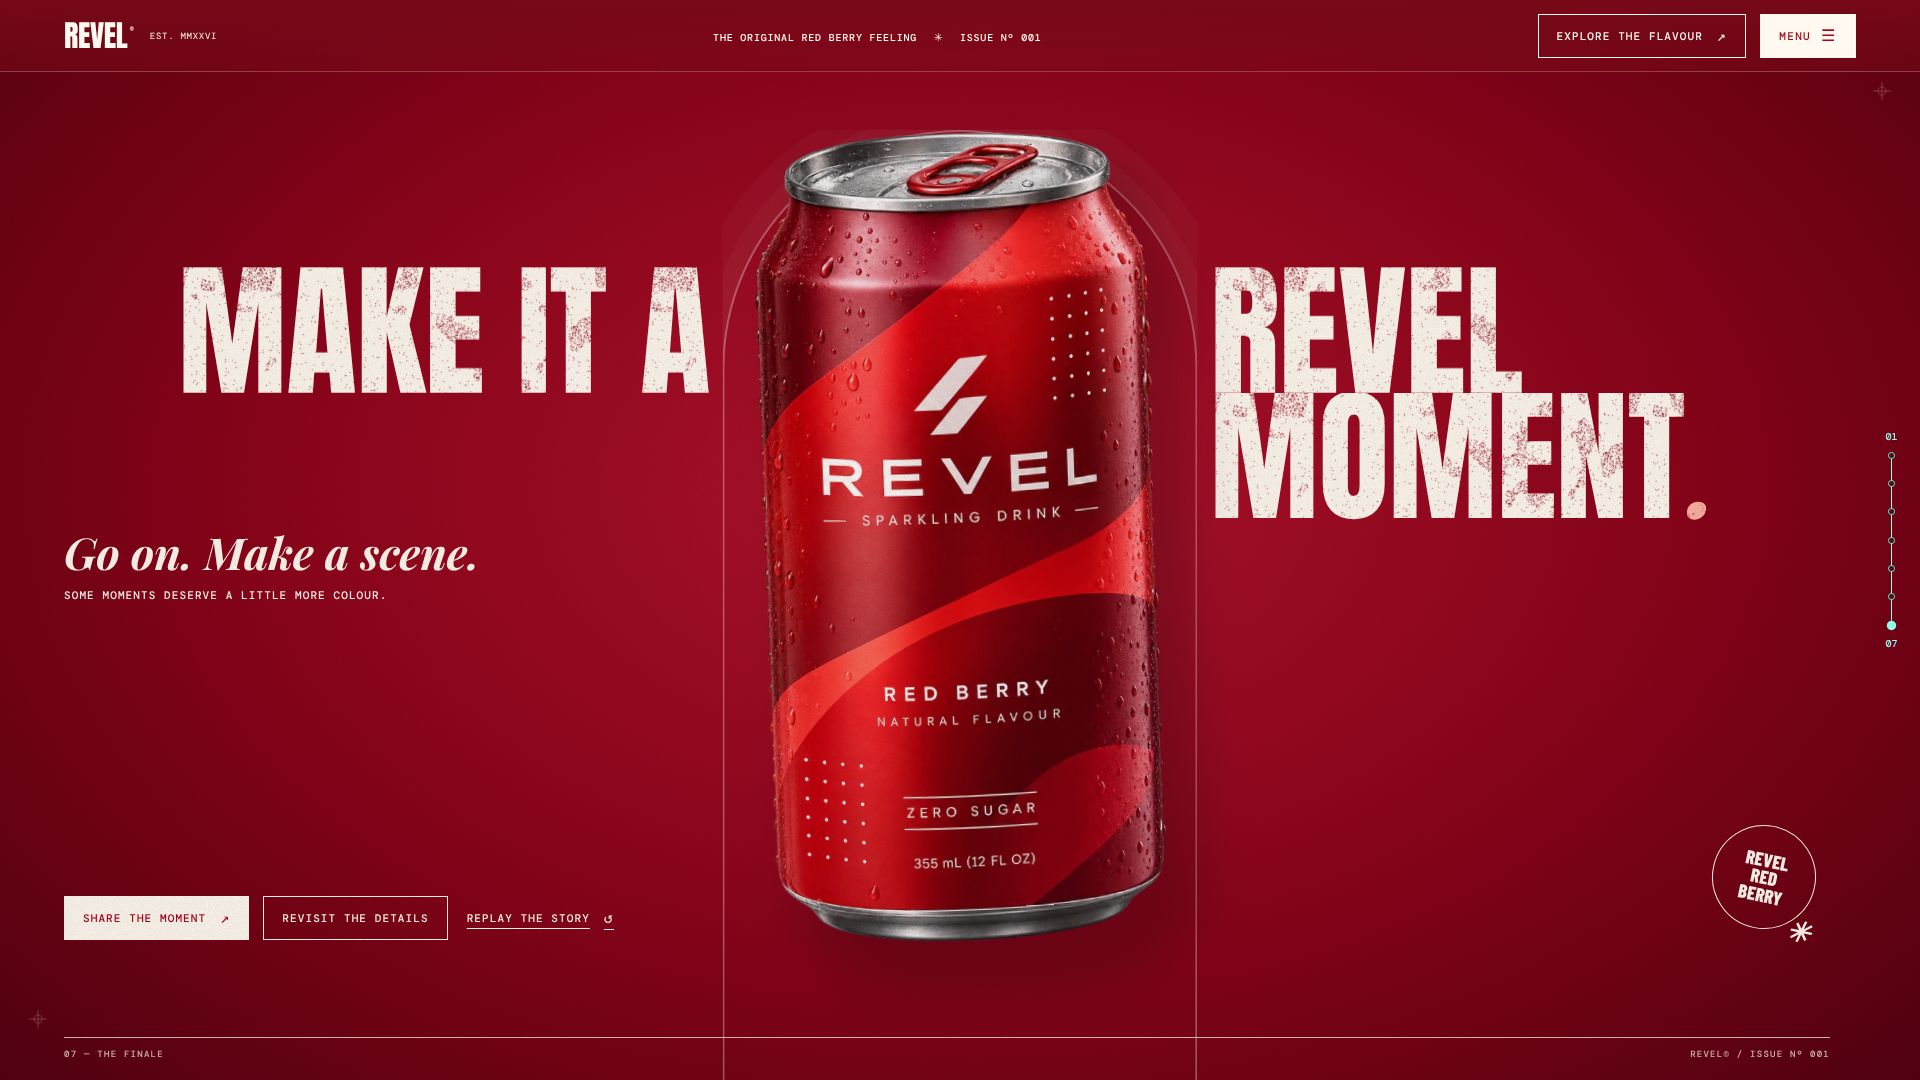 REVEL®
EST. MMXXVI
THE ORIGINAL RED BERRY FEELING ✳ ISSUE Nº 001
EXPLORE THE FLAVOUR ↗
MENU ☰
MAKE IT A
REVEL
MOMENT.
REVEL
SPARKLING DRINK
RED BERRY
NATURAL FLAVOUR
ZERO SUGAR
355 mL (12 FL OZ)
Go on. Make a scene.
SOME MOMENTS DESERVE A LITTLE MORE COLOUR.
01
07
SHARE THE MOMENT ↗
REVISIT THE DETAILS
REPLAY THE STORY ↺
REVEL
RED
BERRY
07 — THE FINALE
REVEL® / ISSUE Nº 001